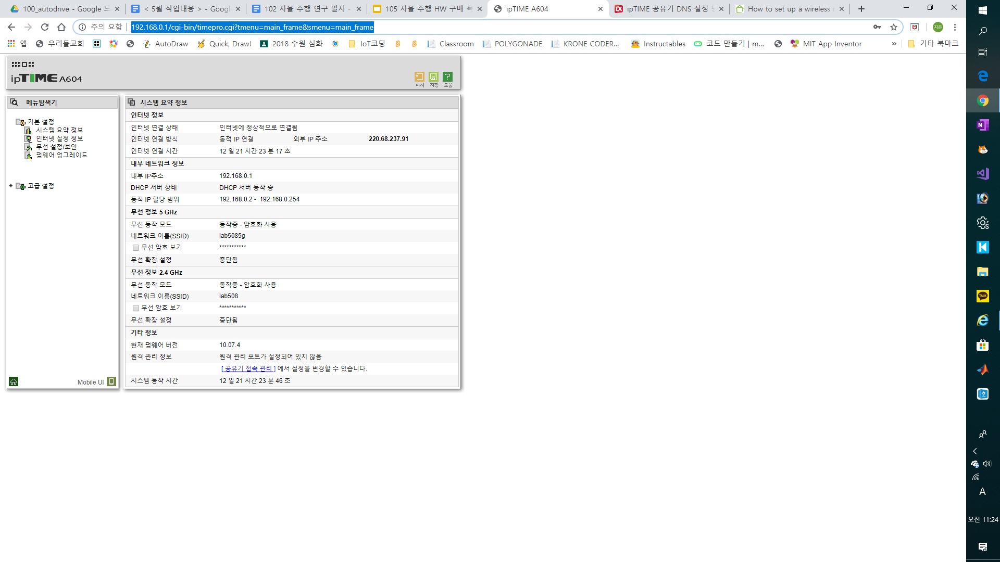 100_autodrive - Google 드
< 5월 작업내용 > - Googl
102 자율 주행 연구 일지 -
105 자율 주행 HW 구매 목
ipTIME A604
ipTIME 공유기 DNS 설정 방
How to set up a wireless r
주의 요함
192.168.0.1/cgi-bin/timepro.cgi?tmenu=main_frame&smenu=main_frame
지은
앱
우리들교회
AutoDraw
Quick, Draw!
2018 수원 심화
IoT코딩
Classroom
POLYGONADE
KRONE CODER...
Instructables
코드 만들기 | m...
MIT App Inventor
»
기타 북마크
ipTIME A604
다시
저장
도움
메뉴탐색기
기본 설정
시스템 요약 정보
인터넷 설정 정보
무선 설정/보안
펌웨어 업그레이드
+ 고급 설정
Mobile UI
시스템 요약 정보
인터넷 정보
인터넷 연결 상태 인터넷에 정상적으로 연결됨
인터넷 연결 방식 동적 IP 연결 외부 IP 주소 220.68.237.91
인터넷 연결 시간 12 일 21 시간 23 분 17 초
내부 네트워크 정보
내부 IP주소 192.168.0.1
DHCP 서버 상태 DHCP 서버 동작 중
동적 IP 할당 범위 192.168.0.2 - 192.168.0.254
무선 정보 5 GHz
무선 동작 모드 동작중 - 암호화 사용
네트워크 이름(SSID) lab5085g
무선 암호 보기 ***********
무선 확장 설정 중단됨
무선 정보 2.4 GHz
무선 동작 모드 동작중 - 암호화 사용
네트워크 이름(SSID) lab508
무선 암호 보기 ***********
무선 확장 설정 중단됨
기타 정보
현재 펌웨어 버전 10.07.4
원격 관리 정보 원격 관리 포트가 설정되어 있지 않음
[ 공유기 접속 관리 ] 에서 설정을 변경할 수 있습니다.
시스템 동작 시간 12 일 21 시간 23 분 46 초
TALK
A
오전 11:24